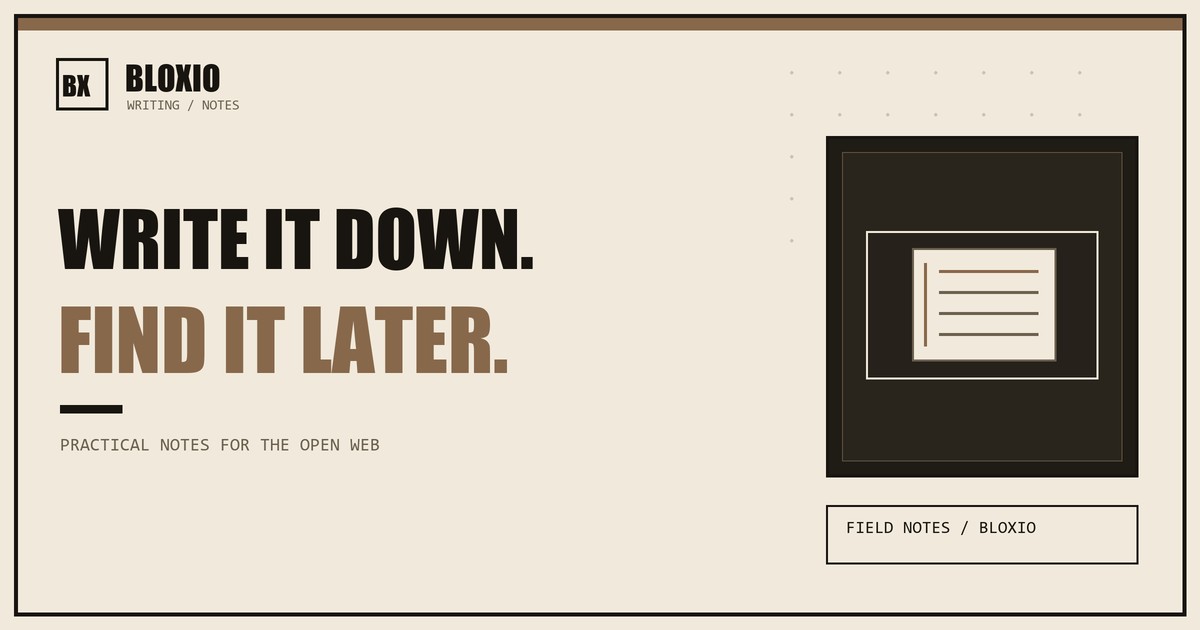 BX
BLOXIO
WRITING / NOTES
WRITE IT DOWN.
FIND IT LATER.
PRACTICAL NOTES FOR THE OPEN WEB
FIELD NOTES / BLOXIO